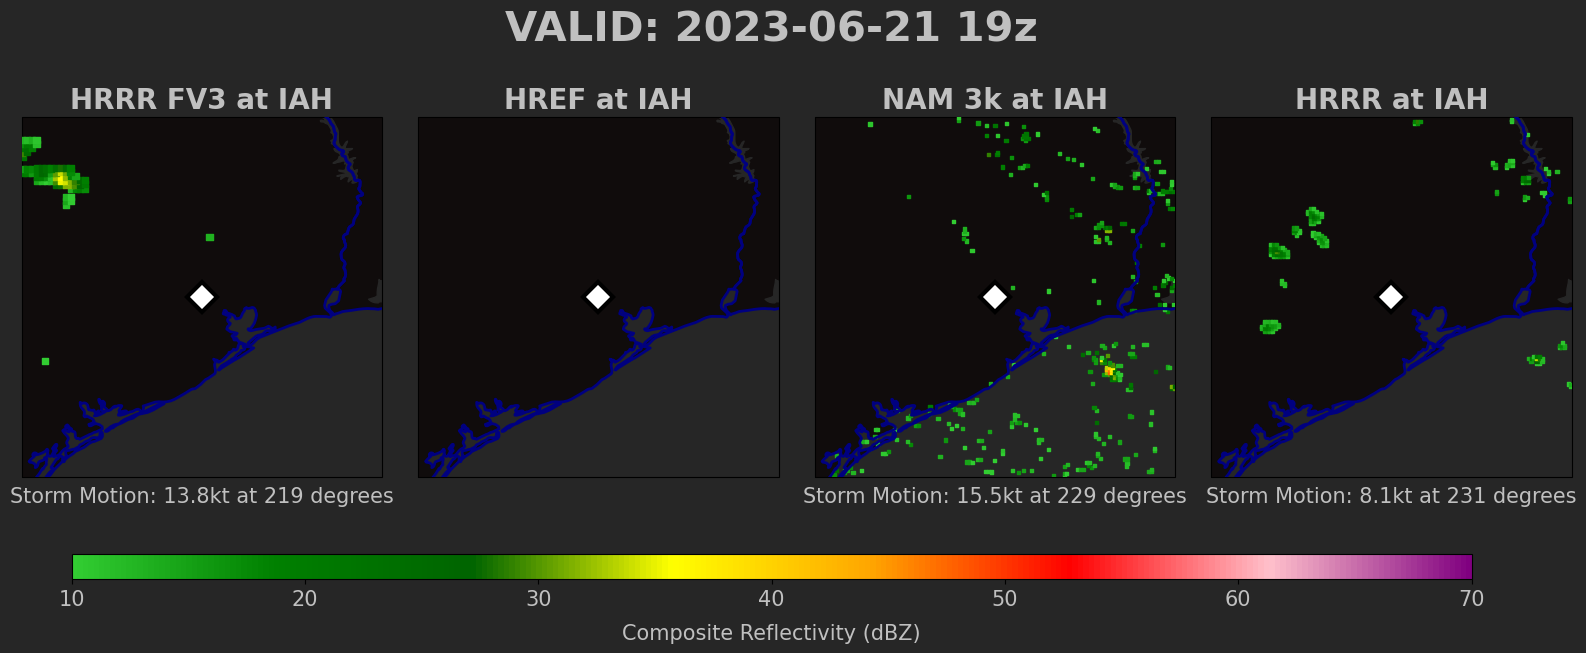 VALID: 2023-06-21 19z
HRRR FV3 at IAH
HREF at IAH
NAM 3k at IAH
HRRR at IAH
Storm Motion: 13.8kt at 219 degrees
Storm Motion: 15.5kt at 229 degrees
Storm Motion: 8.1kt at 231 degrees
10 20 30 40 50 60 70
Composite Reflectivity (dBZ)